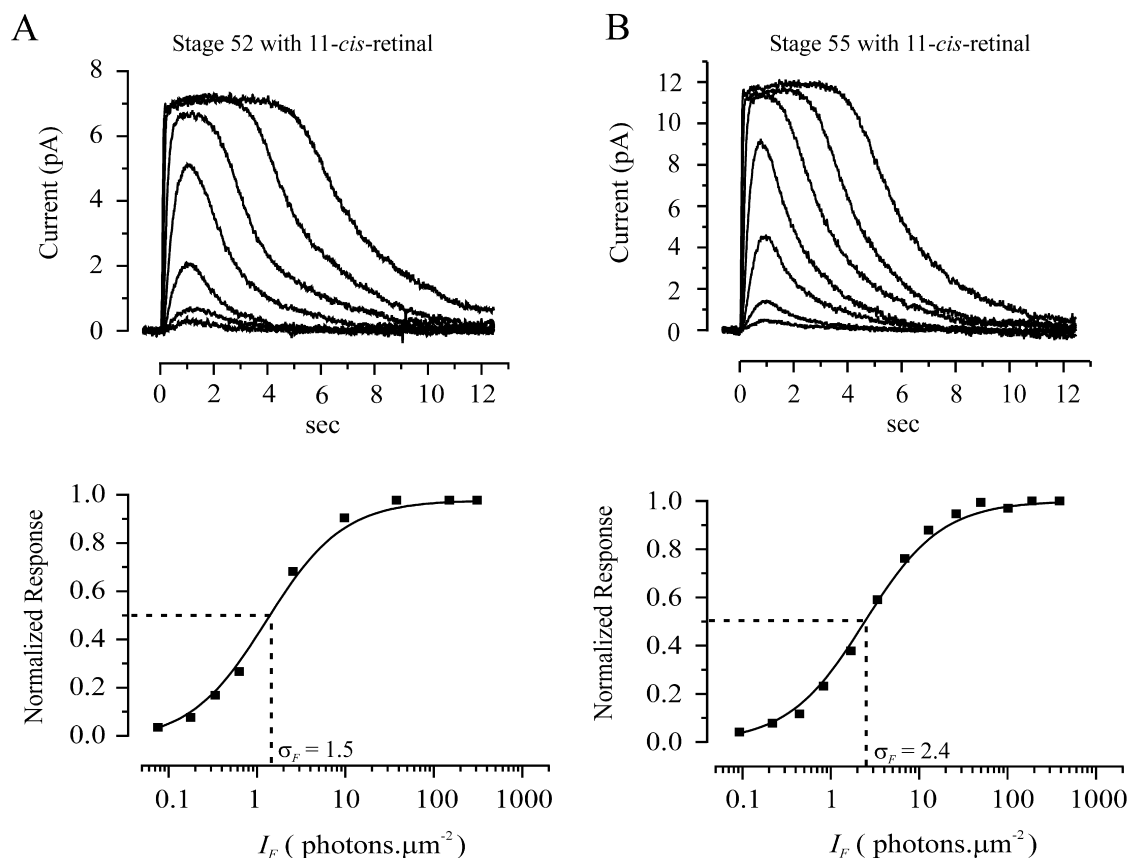 A
Stage 52 with 11-cis-retinal
8
6
4
2
0
Current (pA)
0 2 4 6 8 10 12
sec
B
Stage 55 with 11-cis-retinal
12
10
8
6
4
2
0
Current (pA)
0 2 4 6 8 10 12
sec
1.0
0.8
0.6
0.4
0.2
0.0
Normalized Response
σF = 1.5
0.1 1 10 100 1000
IF ( photons.μm-2)
1.0
0.8
0.6
0.4
0.2
0.0
Normalized Response
σF = 2.4
0.1 1 10 100 1000
IF ( photons.μm-2)